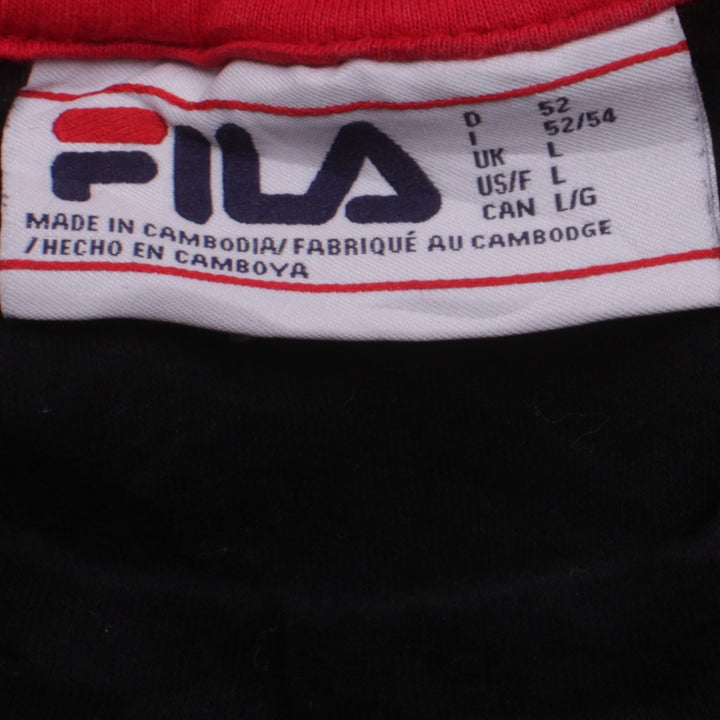 FILA
D 52
I 52/54
UK L
US/F L
CAN L/G
MADE IN CAMBODIA/ FABRIQUÉ AU CAMBODGE
/HECHO EN CAMBOYA